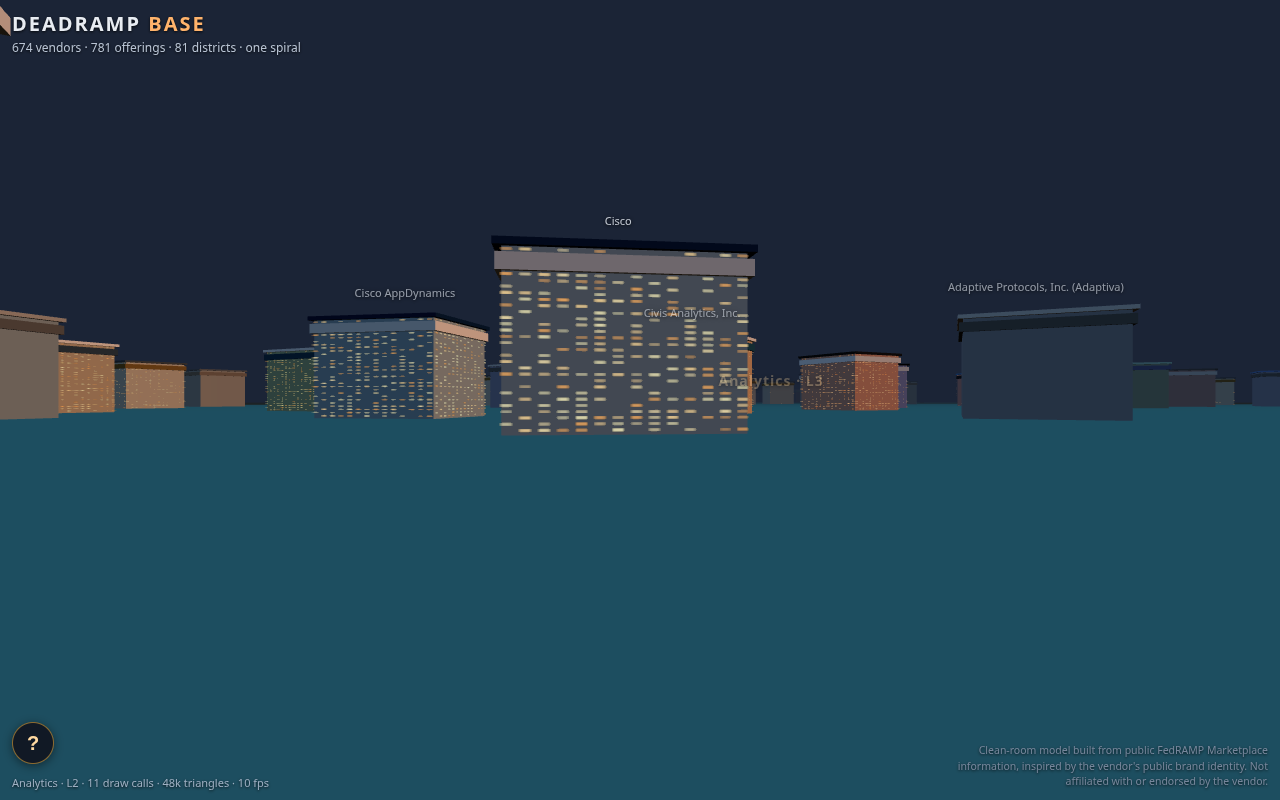 DEADRAMP BASE
674 vendors · 781 offerings · 81 districts · one spiral
Cisco
Cisco AppDynamics
Adaptive Protocols, Inc. (Adaptiva)
Civis Analytics, Inc.
Analytics · L3
?
Analytics · L2 · 11 draw calls · 48k triangles · 10 fps
Clean-room model built from public FedRAMP Marketplace
information, inspired by the vendor's public brand identity. Not
affiliated with or endorsed by the vendor.